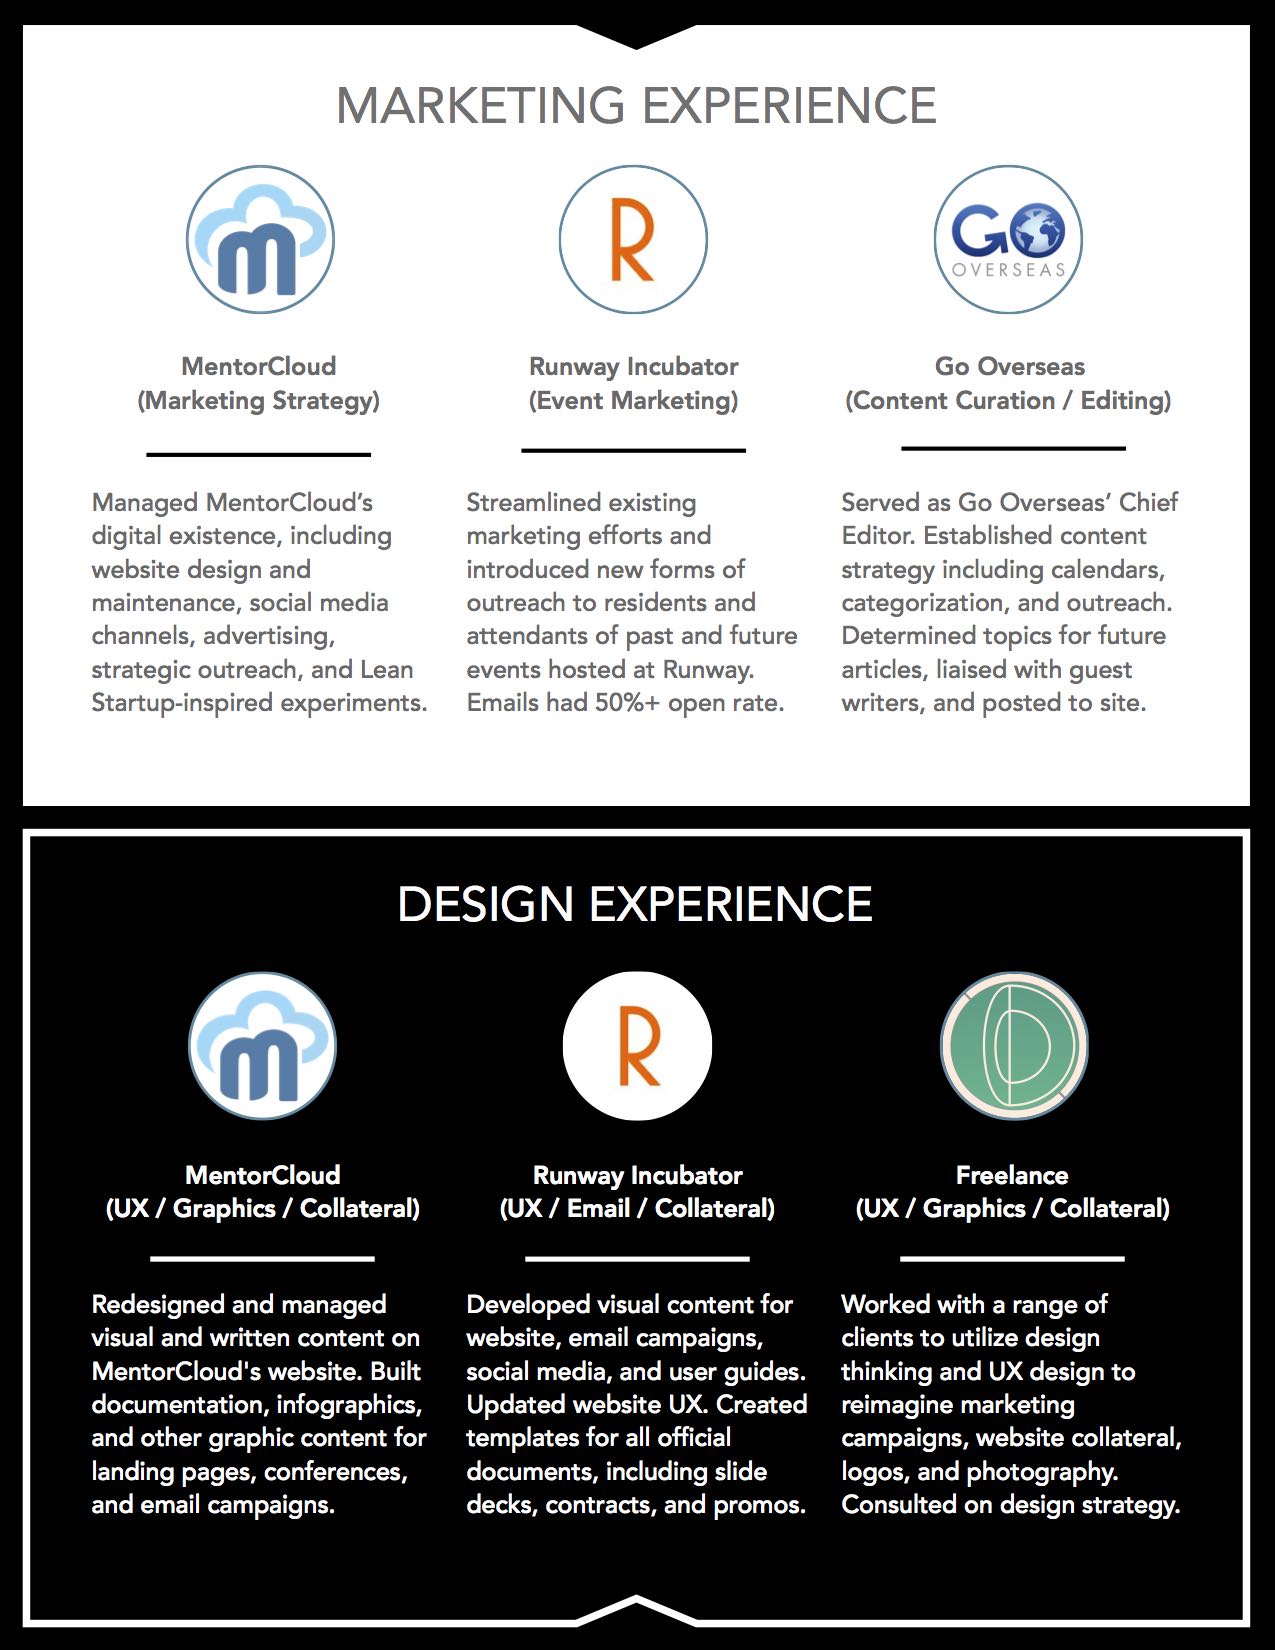 MARKETING EXPERIENCE
m
R
GO
OVERSEAS
MentorCloud
(Marketing Strategy)
Runway Incubator
(Event Marketing)
Go Overseas
(Content Curation / Editing)
Managed MentorCloud’s
digital existence, including
website design and
maintenance, social media
channels, advertising,
strategic outreach, and Lean
Startup-inspired experiments.
Streamlined existing
marketing efforts and
introduced new forms of
outreach to residents and
attendants of past and future
events hosted at Runway.
Emails had 50%+ open rate.
Served as Go Overseas’ Chief
Editor. Established content
strategy including calendars,
categorization, and outreach.
Determined topics for future
articles, liaised with guest
writers, and posted to site.
DESIGN EXPERIENCE
m
R
D
MentorCloud
(UX / Graphics / Collateral)
Runway Incubator
(UX / Email / Collateral)
Freelance
(UX / Graphics / Collateral)
Redesigned and managed
visual and written content on
MentorCloud's website. Built
documentation, infographics,
and other graphic content for
landing pages, conferences,
and email campaigns.
Developed visual content for
website, email campaigns,
social media, and user guides.
Updated website UX. Created
templates for all official
documents, including slide
decks, contracts, and promos.
Worked with a range of
clients to utilize design
thinking and UX design to
reimagine marketing
campaigns, website collateral,
logos, and photography.
Consulted on design strategy.